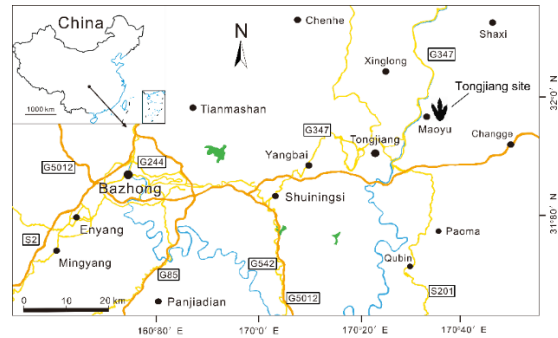 China
1000 km
N
Chenhe
Shaxi
G347
Xinglong
Tongjiang site
Tianmashan
Maoyu
32°0′N
G347
Tongjiang
Changge
Yangbai
G5012
G244
Bazhong
Shuiningsi
31°80′N
S2
Enyang
Paoma
Mingyang
G542
Qubin
G85
Panjiadian
G5012
S201
0 10 20 km
160°80′E
170°0′E
170°20′E
170°40′E